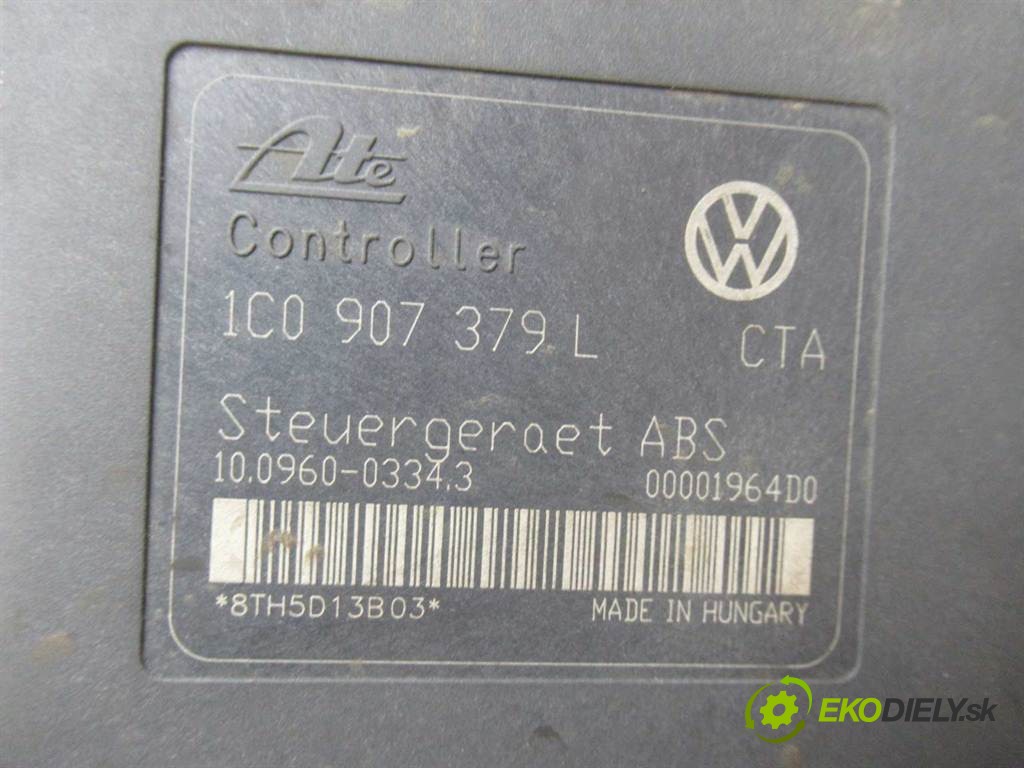 Ate
Controller
VW
1C0 907 379 L CTA
Steuergeraet ABS
10.0960-0334.3 00001964D0
*8TH5D13B03* MADE IN HUNGARY
EKODIELY.sk